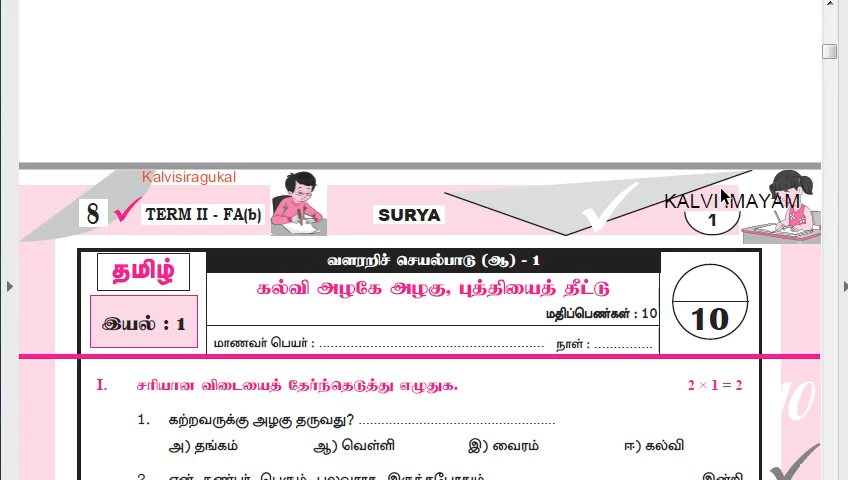 Kalvisiragukal
KALVI MAYAM
8 TERM II - FA(b) SURYA 1
தமிழ்
வளரறிச் செயல்பாடு (ஆ) - 1
கல்வி அழகே அழகு, புத்தியைத் தீட்டு
இயல் : 1
மதிப்பெண்கள் : 10
10
மாணவர் பெயர் : ............................................................ நாள் : ...............
I. சரியான விடையைத் தேர்ந்தெடுத்து எழுதுக. 2 × 1 = 2
1. கற்றவருக்கு அழகு தருவது? ....................................................
அ) தங்கம் ஆ) வெள்ளி இ) வைரம் ஈ) கல்வி
10